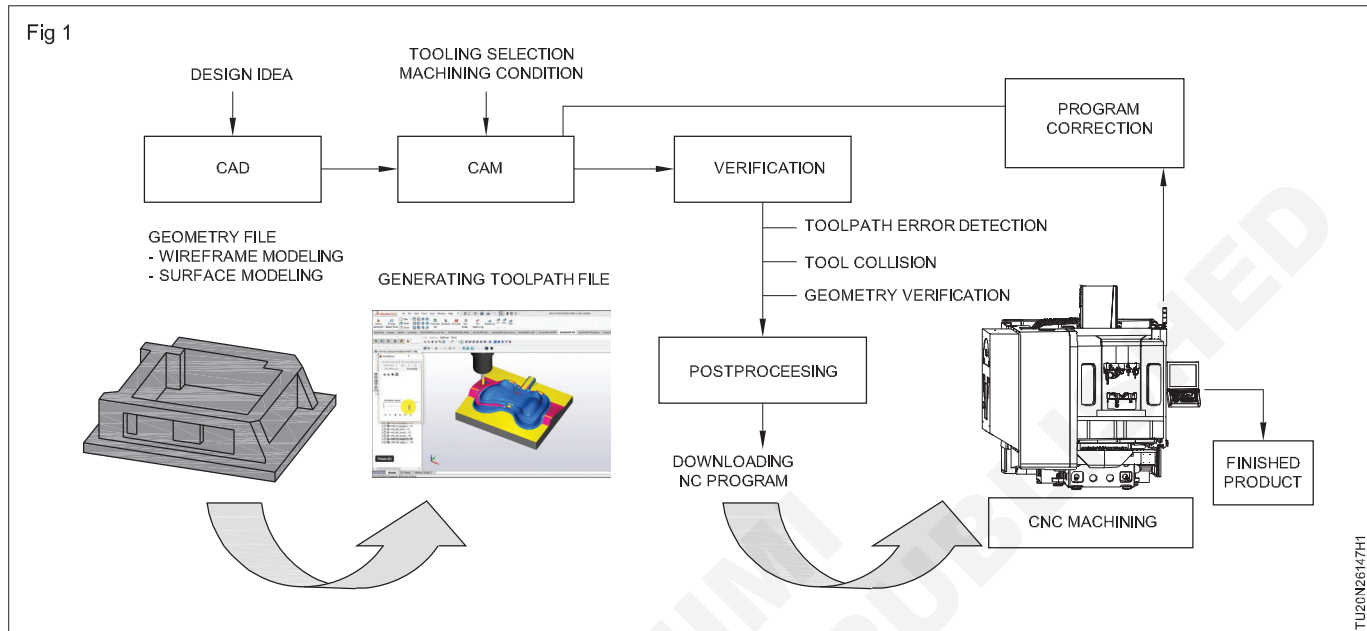 Fig 1
DESIGN IDEA
TOOLING SELECTION
MACHINING CONDITION
CAD
CAM
VERIFICATION
PROGRAM
CORRECTION
GEOMETRY FILE
- WIREFRAME MODELING
- SURFACE MODELING
GENERATING TOOLPATH FILE
TOOLPATH ERROR DETECTION
TOOL COLLISION
GEOMETRY VERIFICATION
POSTPROCEESING
DOWNLOADING
NC PROGRAM
CNC MACHINING
FINISHED
PRODUCT
TU20N26147H1